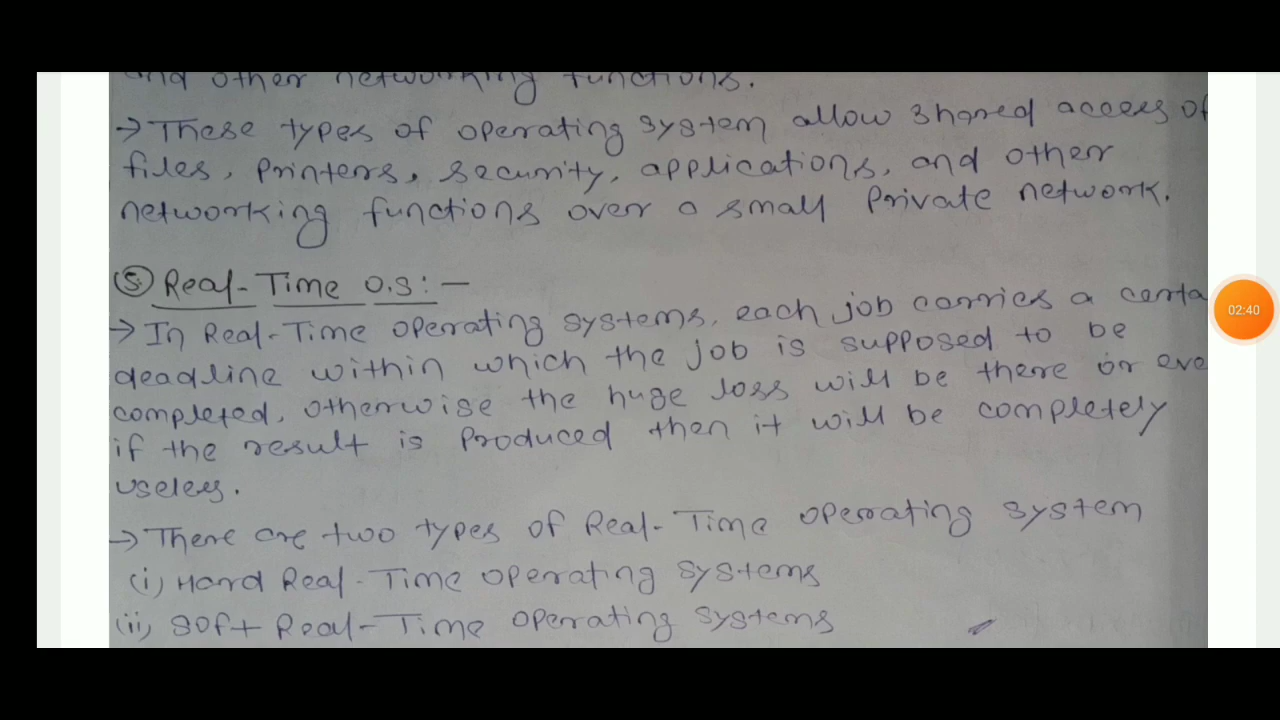 and other networking functions.
→ These types of operating system allow shared access of
files, printers, security, applications, and other
networking functions over a small private network.
(5) Real-Time O.S:-
→ In Real-Time operating systems, each job carries a certa
deadline within which the job is supposed to be
completed, otherwise the huge loss will be there or eve
if the result is produced then it will be completely
useless.
→ There are two types of Real-Time operating system
(i) Hard Real-Time operating systems
(ii) Soft Real-Time operating systems
02:40